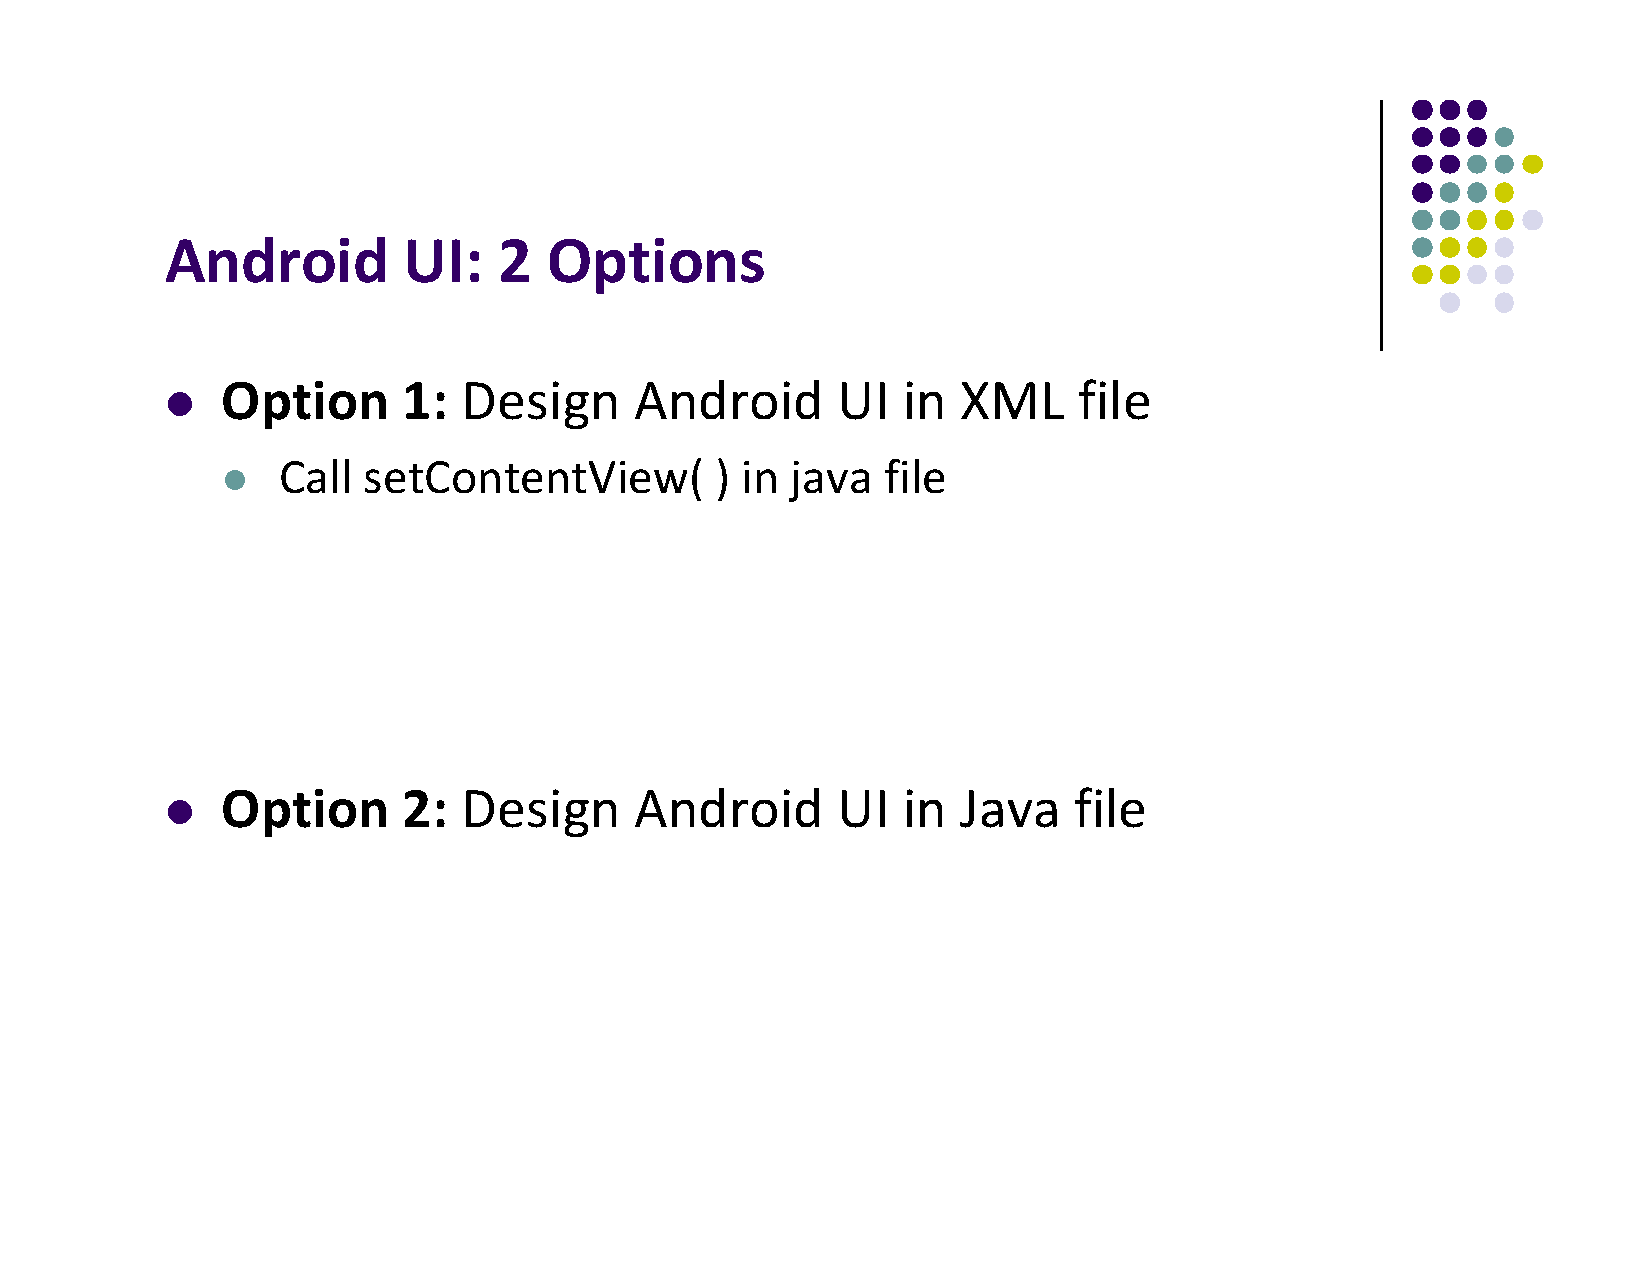 Android UI: 2 Options
Option 1: Design Android UI in XML file
Call setContentView( ) in java file
Option 2: Design Android UI in Java file